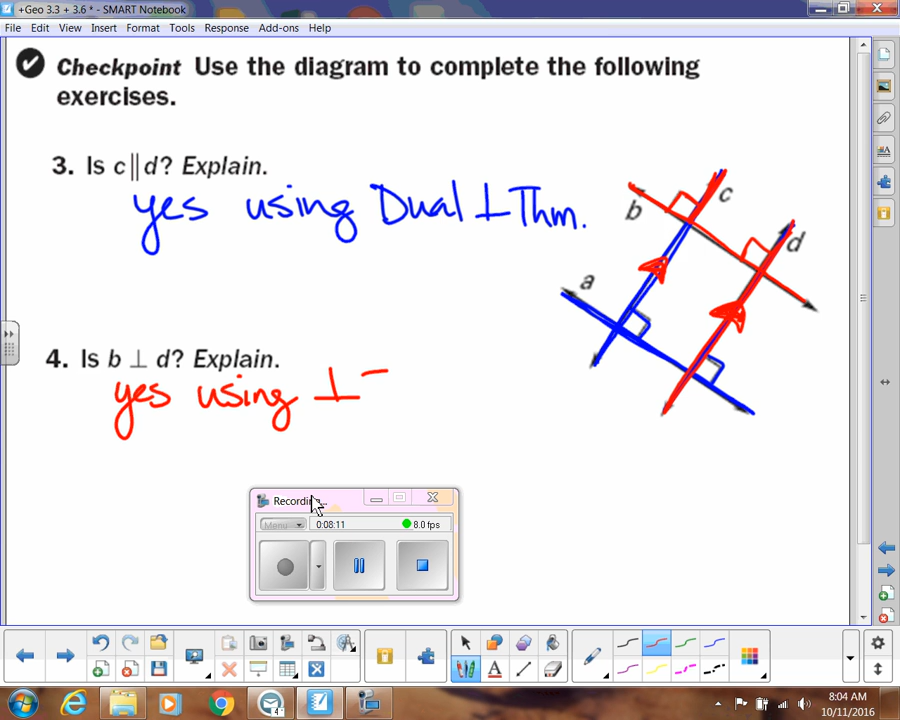 +Geo 3.3 + 3.6 * - SMART Notebook
File Edit View Insert Format Tools Response Add-ons Help
Checkpoint Use the diagram to complete the following
exercises.
3. Is c || d? Explain.
yes using Dual ⊥ Thm.
b
c
d
a
4. Is b ⊥ d? Explain.
yes using ⊥
Recording...
Menu 0:08:11 8.0 fps
A
4
8:04 AM
10/11/2016